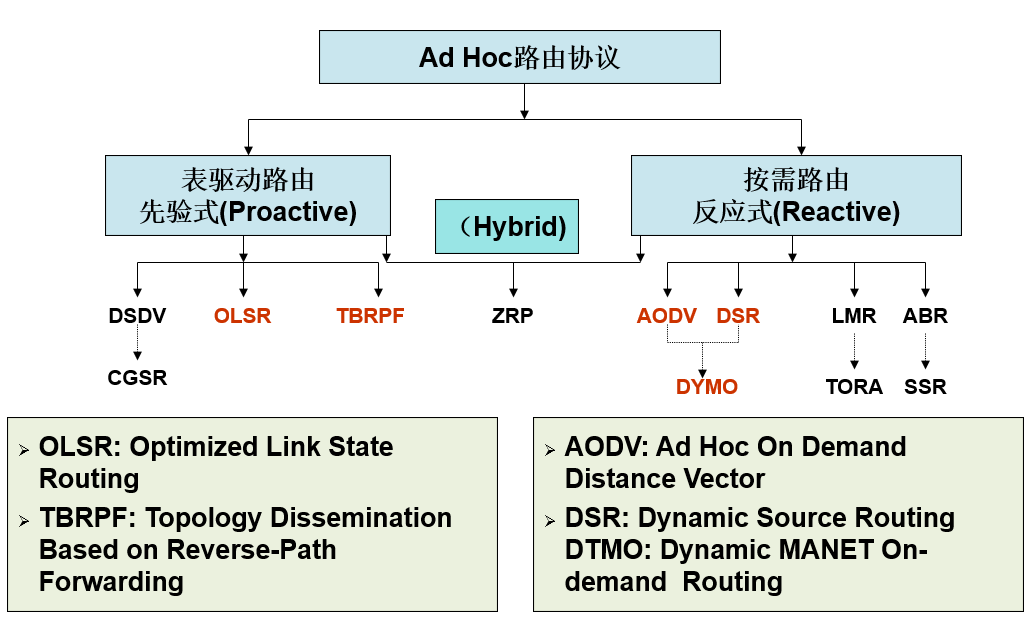 Ad Hoc路由协议
表驱动路由
先验式(Proactive)
（Hybrid)
按需路由
反应式(Reactive)
DSDV
OLSR
TBRPF
ZRP
AODV
DSR
LMR
ABR
CGSR
DYMO
TORA
SSR
➢ OLSR: Optimized Link State
Routing
➢ TBRPF: Topology Dissemination
Based on Reverse-Path
Forwarding
➢ AODV: Ad Hoc On Demand
Distance Vector
➢ DSR: Dynamic Source Routing
DTMO: Dynamic MANET On-
demand  Routing